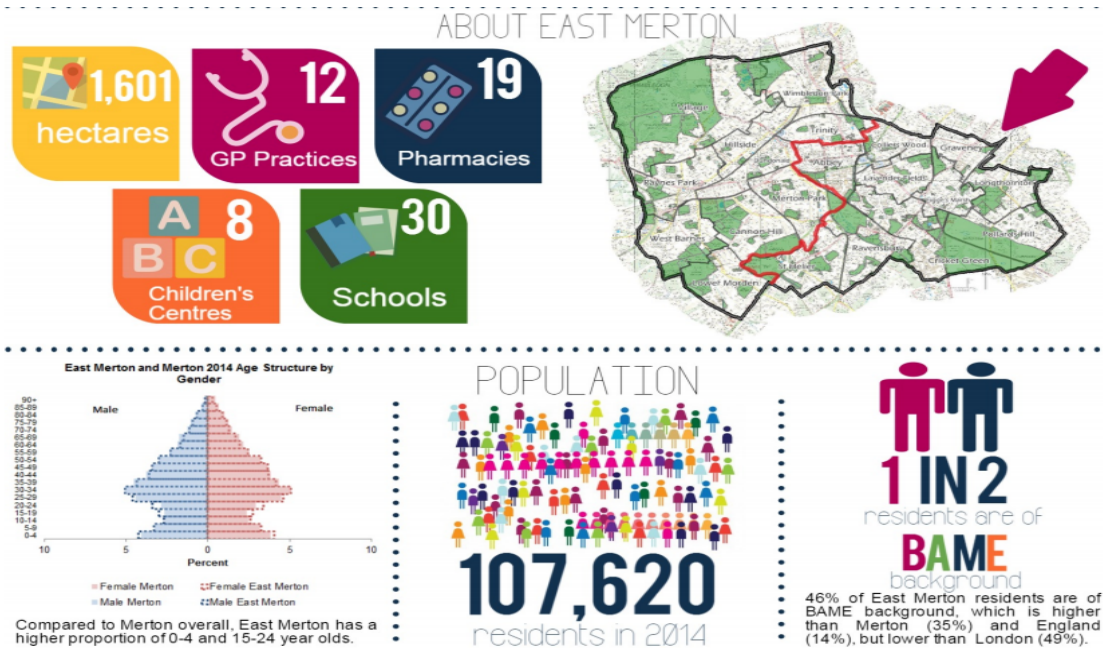 ABOUT EAST MERTON
1,601
hectares
12
GP Practices
19
Pharmacies
A
B C
8
Children's
Centres
30
Schools
Village
Wimbledon Park
Trinity
Hillside
Abbey
Colliers Wood
Graveney
Lavender Fields
Longthornton
Raynes Park
Merton Park
West Barnes
Cannon Hill
Ravensbury
Pollards Hill
Cricket Green
Lower Morden
East Merton and Merton 2014 Age Structure by
Gender
Male
Female
90+
85-89
80-84
75-79
70-74
65-69
60-64
55-59
50-54
45-49
40-44
35-39
30-34
25-29
20-24
15-19
10-14
5-9
0-4
10 5 0 5 10
Percent
Female Merton
Female East Merton
Male Merton
Male East Merton
Compared to Merton overall, East Merton has a
higher proportion of 0-4 and 15-24 year olds.
POPULATION
107,620
residents in 2014
1 IN 2
residents are of
BAME
background
46% of East Merton residents are of
BAME background, which is higher
than Merton (35%) and England
(14%), but lower than London (49%).